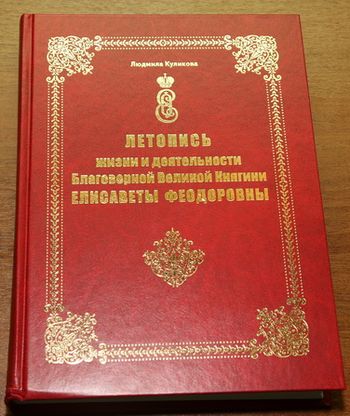 Людмила Куликова
ЛЕТОПИСЬ
жизни и деятельности
Благоверной Великой Княгини
ЕЛИСАВЕТЫ ФЕОДОРОВНЫ